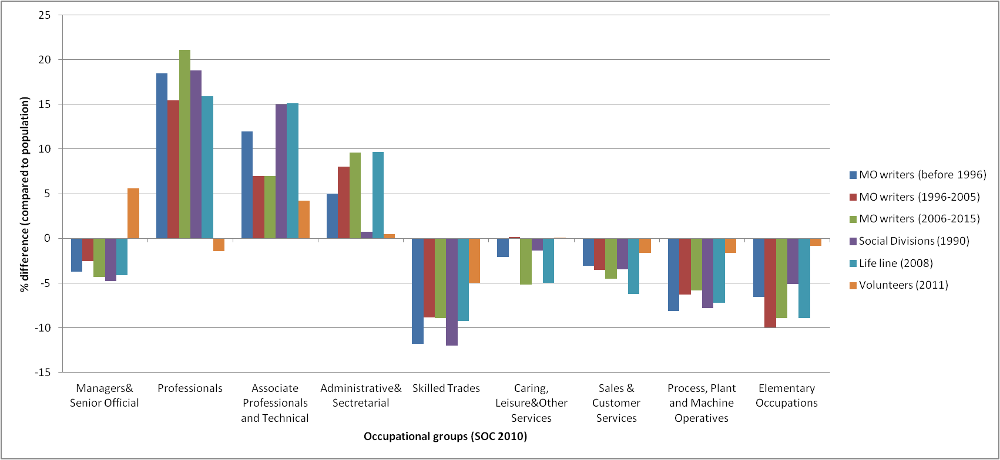 25
20
15
10
5
0
-5
-10
-15
% difference (compared to population)
Managers&
Senior Official
Professionals
Associate
Professionals
and Technical
Administrative&
Sectretarial
Skilled Trades
Caring,
Leisure&Other
Services
Sales &
Customer
Services
Process, Plant
and Machine
Operatives
Elementary
Occupations
Occupational groups (SOC 2010)
MO writers (before 1996)
MO writers (1996-2005)
MO writers (2006-2015)
Social Divisions (1990)
Life line (2008)
Volunteers (2011)